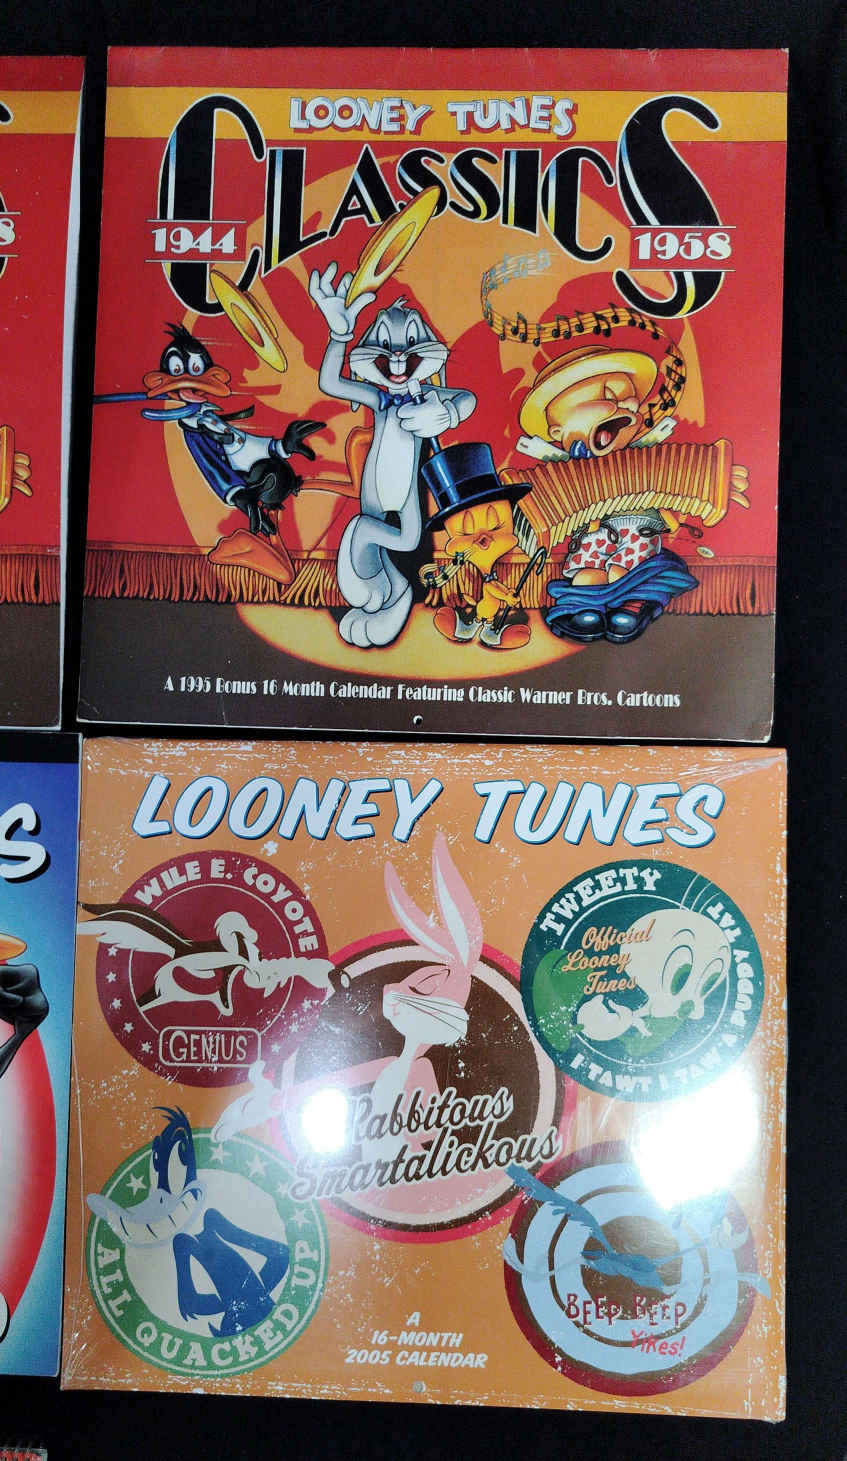 LOONEY TUNES
CLASSICS
1944
1958
A 1995 Bonus 16 Month Calendar Featuring Classic Warner Bros. Cartoons
8
S
LOONEY TUNES
WILE E. COYOTE
GENIUS
TWEETY
Official
Looney
Tunes
I TAWT I TAW A PUDDY TAT
Rabbitous
Smartalickous
ALL QUACKED UP
BEEP BEEP
Yikes!
A
16-MONTH
2005 CALENDAR